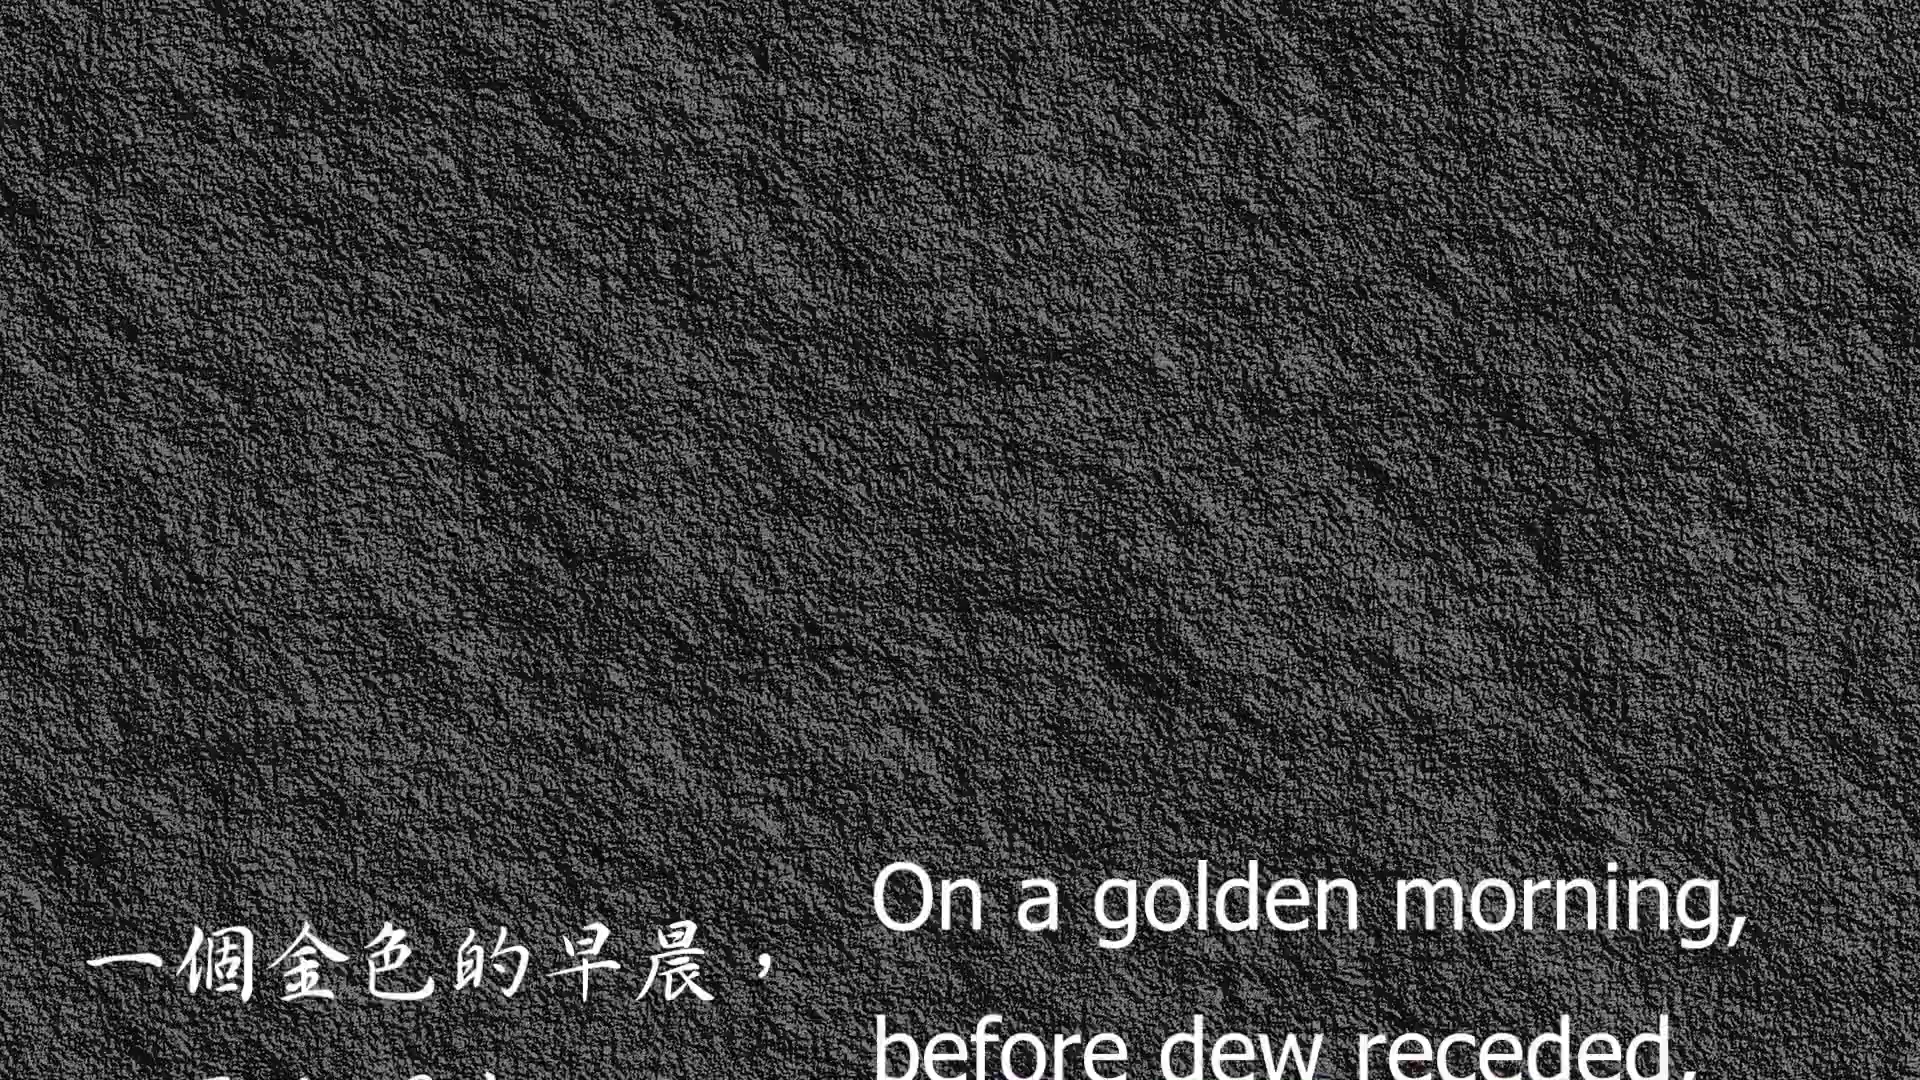 On a golden morning,
一個金色的早晨，
before dew receded,